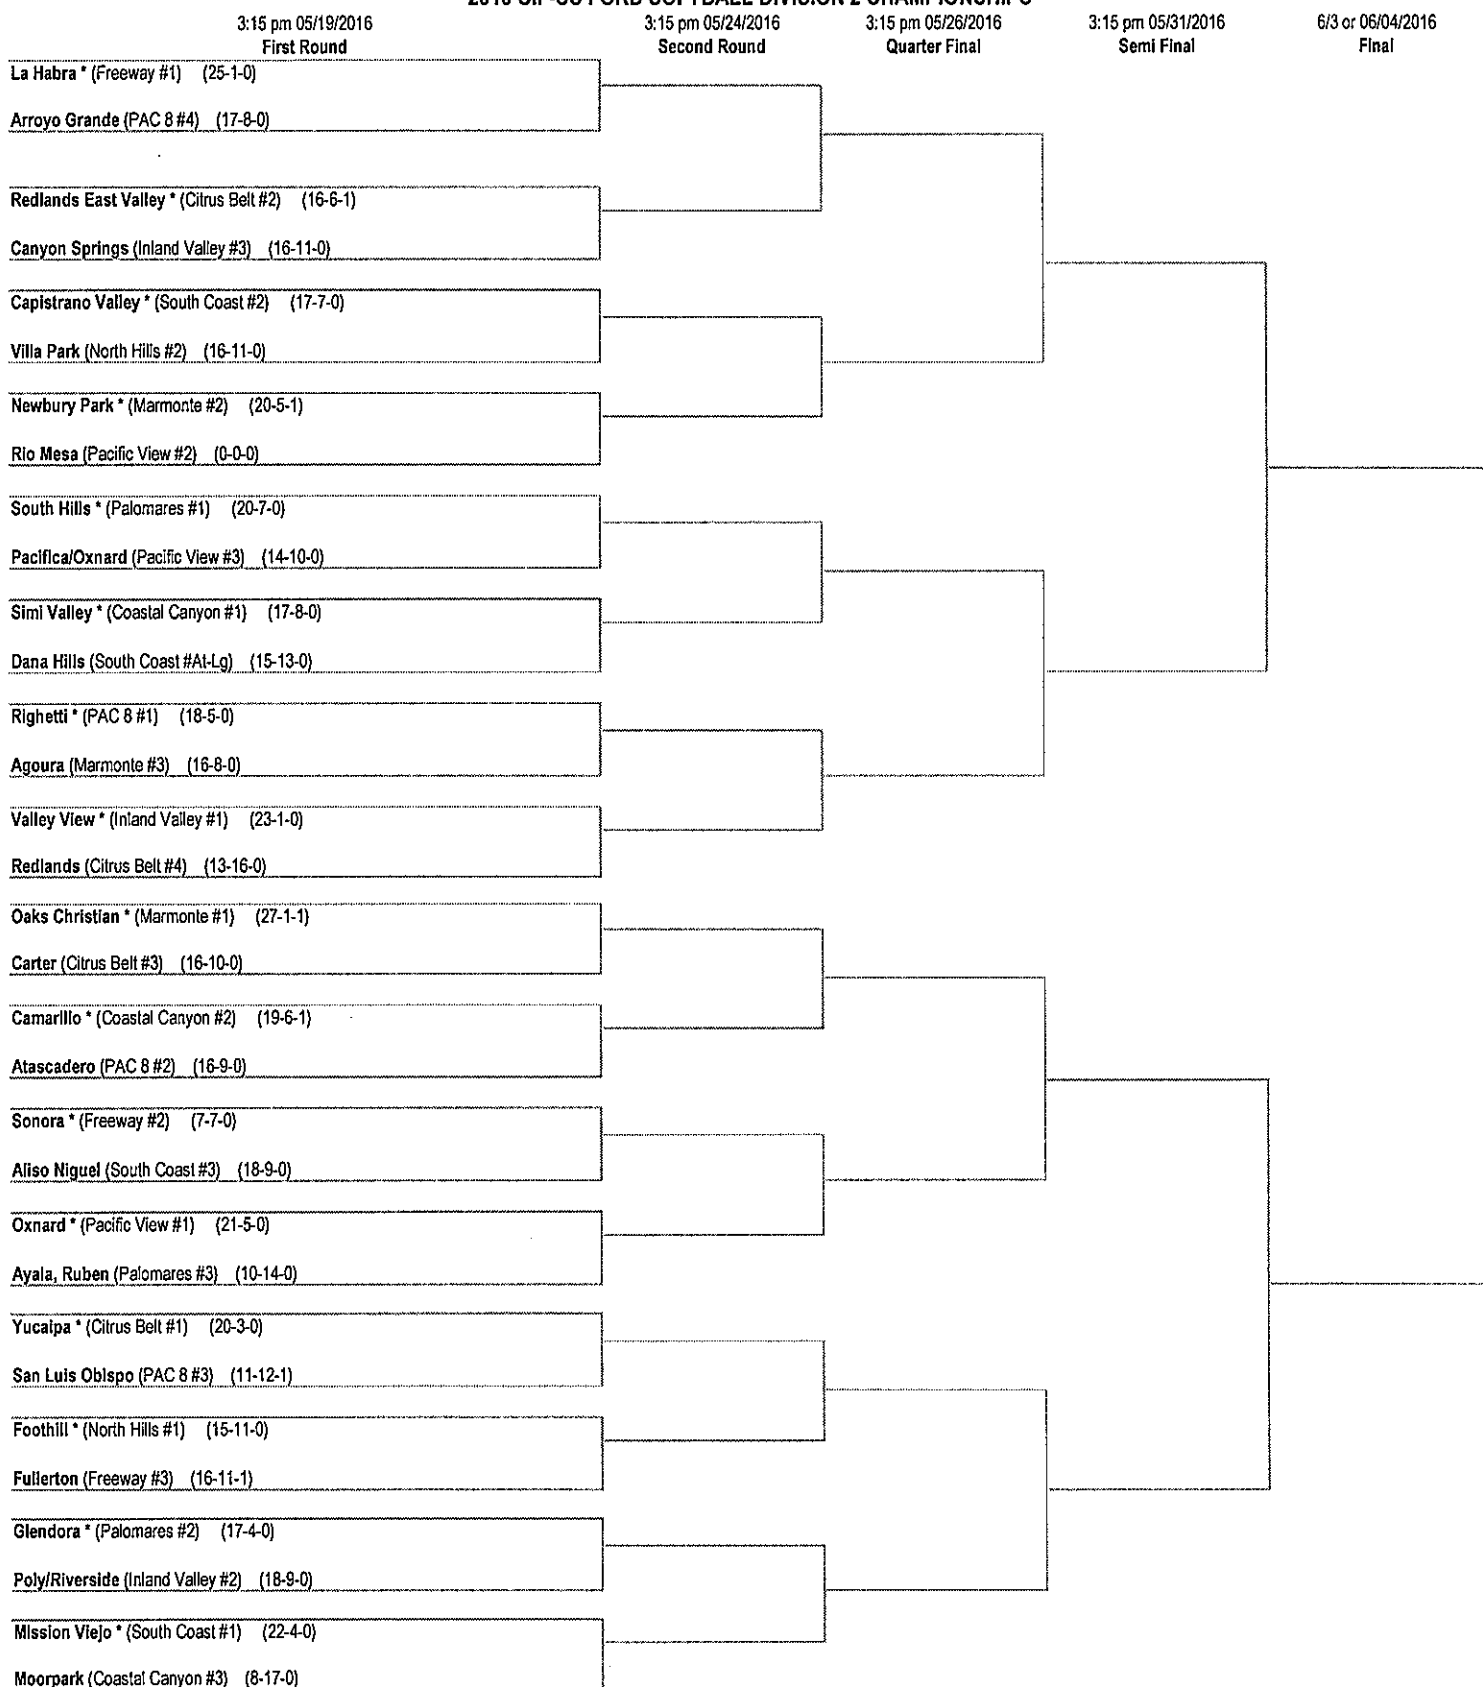 3:15 pm 05/19/2016 3:15 pm 05/24/2016 3:15 pm 05/26/2016 3:15 pm 05/31/2016 6/3 or 06/04/2016
First Round Second Round Quarter Final Semi Final Final
La Habra * (Freeway #1) (25-1-0)
Arroyo Grande (PAC 8 #4) (17-8-0)
Redlands East Valley * (Citrus Belt #2) (16-6-1)
Canyon Springs (Inland Valley #3) (16-11-0)
Capistrano Valley * (South Coast #2) (17-7-0)
Villa Park (North Hills #2) (16-11-0)
Newbury Park * (Marmonte #2) (20-5-1)
Rio Mesa (Pacific View #2) (0-0-0)
South Hills * (Palomares #1) (20-7-0)
Pacifica/Oxnard (Pacific View #3) (14-10-0)
Simi Valley * (Coastal Canyon #1) (17-8-0)
Dana Hills (South Coast #At-Lg) (15-13-0)
Righetti * (PAC 8 #1) (18-5-0)
Agoura (Marmonte #3) (16-8-0)
Valley View * (Inland Valley #1) (23-1-0)
Redlands (Citrus Belt #4) (13-16-0)
Oaks Christian * (Marmonte #1) (27-1-1)
Carter (Citrus Belt #3) (16-10-0)
Camarillo * (Coastal Canyon #2) (19-6-1)
Atascadero (PAC 8 #2) (16-9-0)
Sonora * (Freeway #2) (7-7-0)
Aliso Niguel (South Coast #3) (18-9-0)
Oxnard * (Pacific View #1) (21-5-0)
Ayala, Ruben (Palomares #3) (10-14-0)
Yucaipa * (Citrus Belt #1) (20-3-0)
San Luis Obispo (PAC 8 #3) (11-12-1)
Foothill * (North Hills #1) (15-11-0)
Fullerton (Freeway #3) (16-11-1)
Glendora * (Palomares #2) (17-4-0)
Poly/Riverside (Inland Valley #2) (18-9-0)
Mission Viejo * (South Coast #1) (22-4-0)
Moorpark (Coastal Canyon #3) (8-17-0)